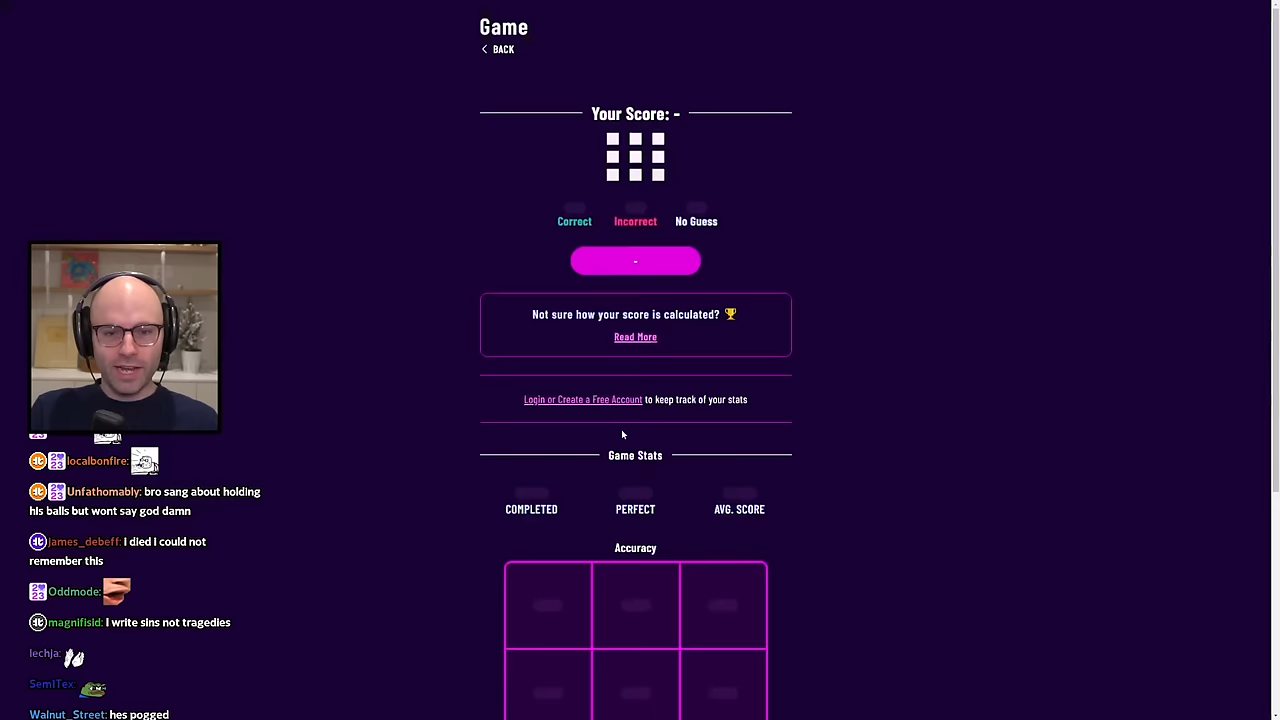 Game
BACK
Your Score: -
Correct
Incorrect
No Guess
-
Not sure how your score is calculated? 🏆
Read More
Login or Create a Free Account to keep track of your stats
Game Stats
COMPLETED
PERFECT
AVG. SCORE
Accuracy
localbonfire:
Unfathomably: bro sang about holding
his balls but wont say god damn
james_debeff: I died I could not
remember this
Oddmode:
magnifisid: I write sins not tragedies
lechja:
SemITex:
Walnut_Street: hes pogged